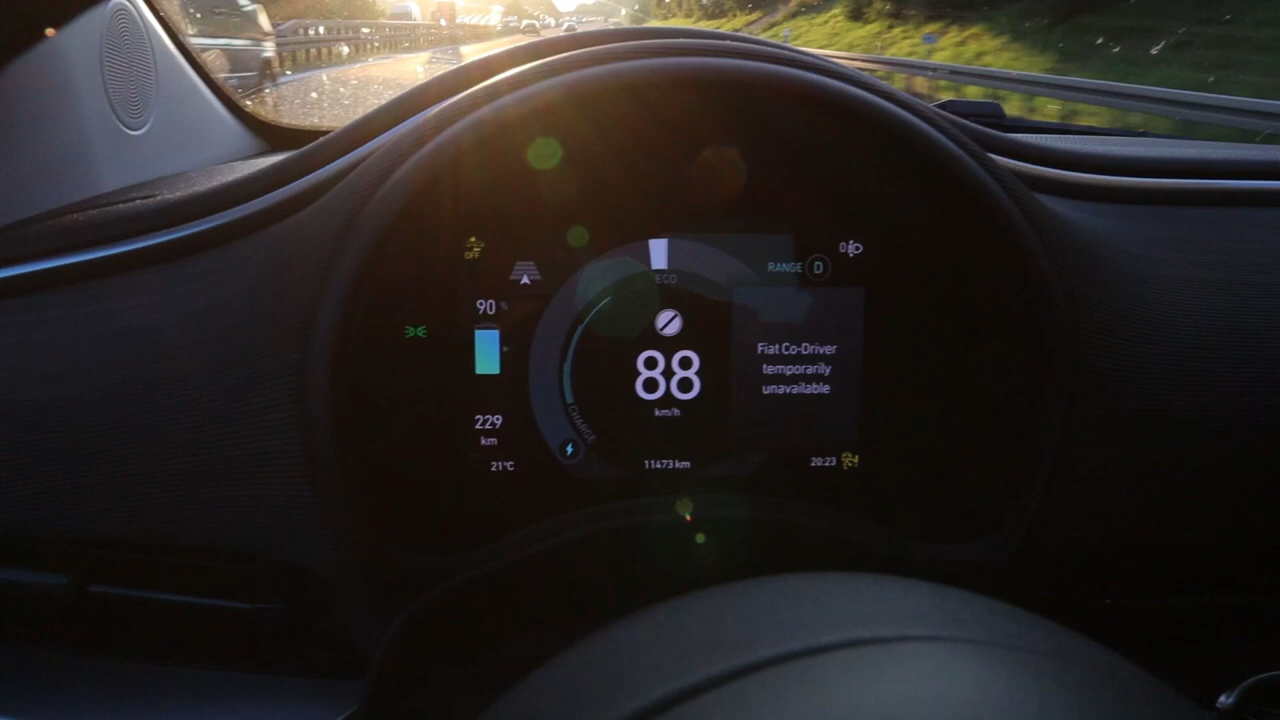 OFF
90 %
229
km
21°C
ECO
88
km/h
CHARGE
11473 km
RANGE D
0
Fiat Co-Driver
temporarily
unavailable
20:23